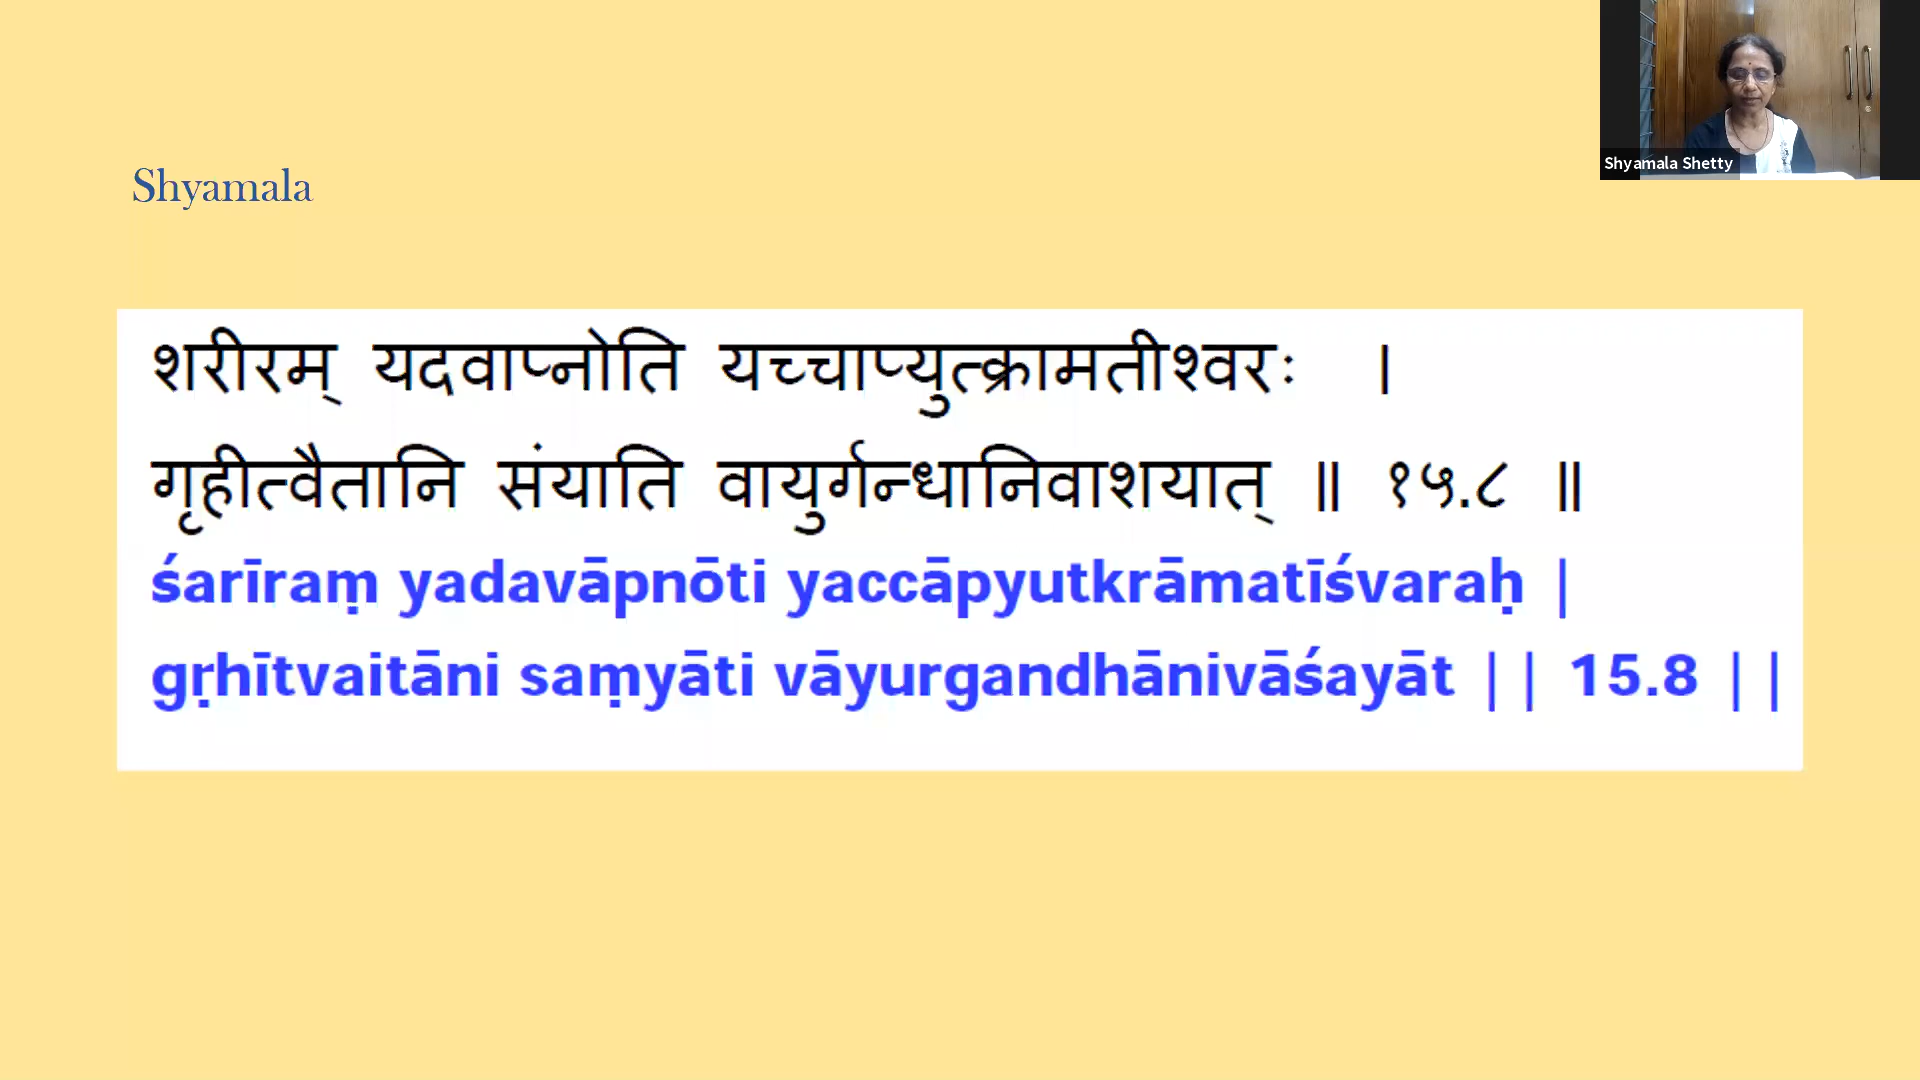 Shyamala Shetty
Shyamala
शरीरम् यदवाप्नोति यच्चाप्युत्क्रामतीश्वरः ।
गृहीत्वैतानि संयाति वायुर्गन्धानिवाशयात् ॥ १५.८ ॥
śarīraṃ yadavāpnōti yaccāpyutkrāmatīśvaraḥ |
gṛhītvaitāni saṃyāti vāyurgandhānivāśayāt || 15.8 ||